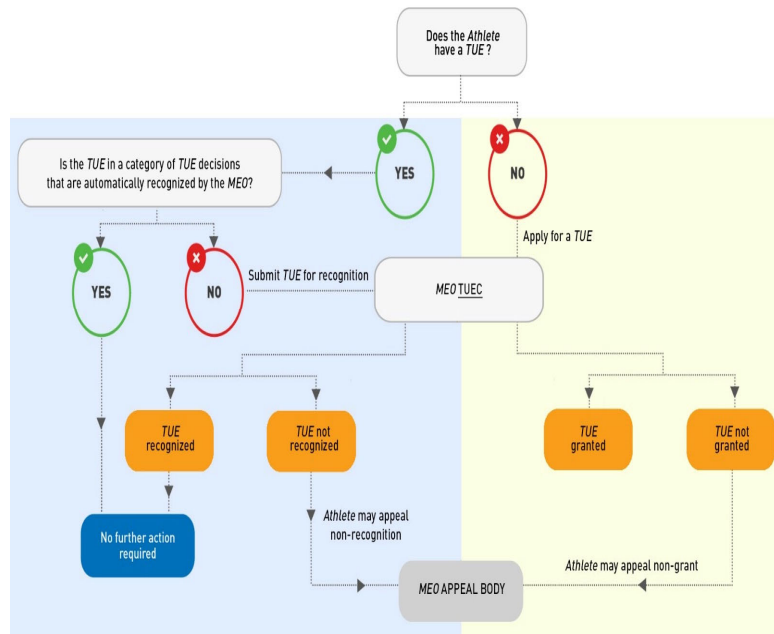 Does the Athlete
have a TUE ?
Is the TUE in a category of TUE decisions
that are automatically recognized by the MEO?
YES
NO
Apply for a TUE
YES
NO
Submit TUE for recognition
MEO TUEC
TUE
recognized
TUE not
recognized
TUE
granted
TUE not
granted
No further action
required
Athlete may appeal
non-recognition
Athlete may appeal non-grant
MEO APPEAL BODY